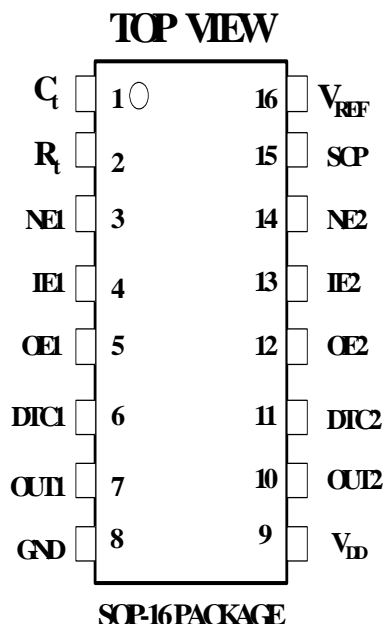 TOP VIEW
Ct 1 16 VREF
Rt 2 15 SCP
NE1 3 14 NE2
IE1 4 13 IE2
OE1 5 12 OE2
DTC1 6 11 DTC2
OUT1 7 10 OUT2
GND 8 9 VDD
SOP-16 PACKAGE